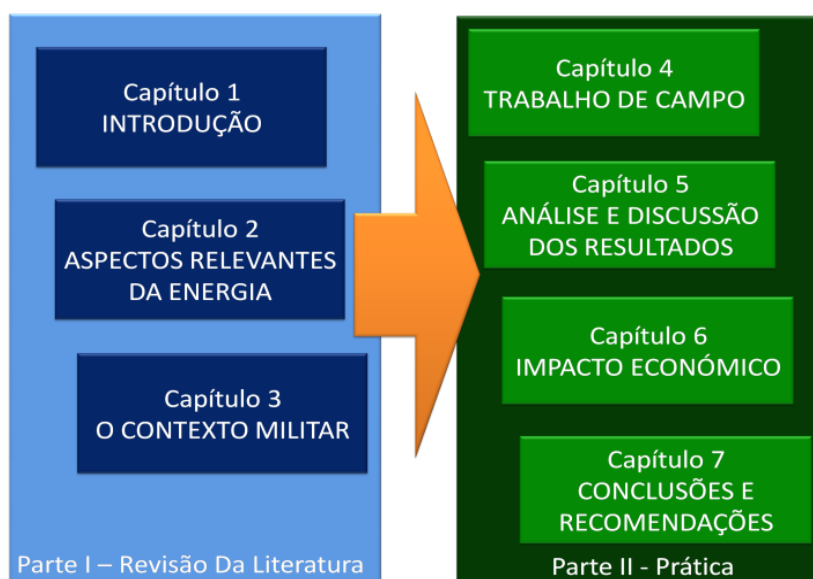 Capítulo 1
INTRODUÇÃO
Capítulo 2
ASPECTOS RELEVANTES
DA ENERGIA
Capítulo 3
O CONTEXTO MILITAR
Parte I – Revisão Da Literatura
Capítulo 4
TRABALHO DE CAMPO
Capítulo 5
ANÁLISE E DISCUSSÃO
DOS RESULTADOS
Capítulo 6
IMPACTO ECONÓMICO
Capítulo 7
CONCLUSÕES E
RECOMENDAÇÕES
Parte II - Prática